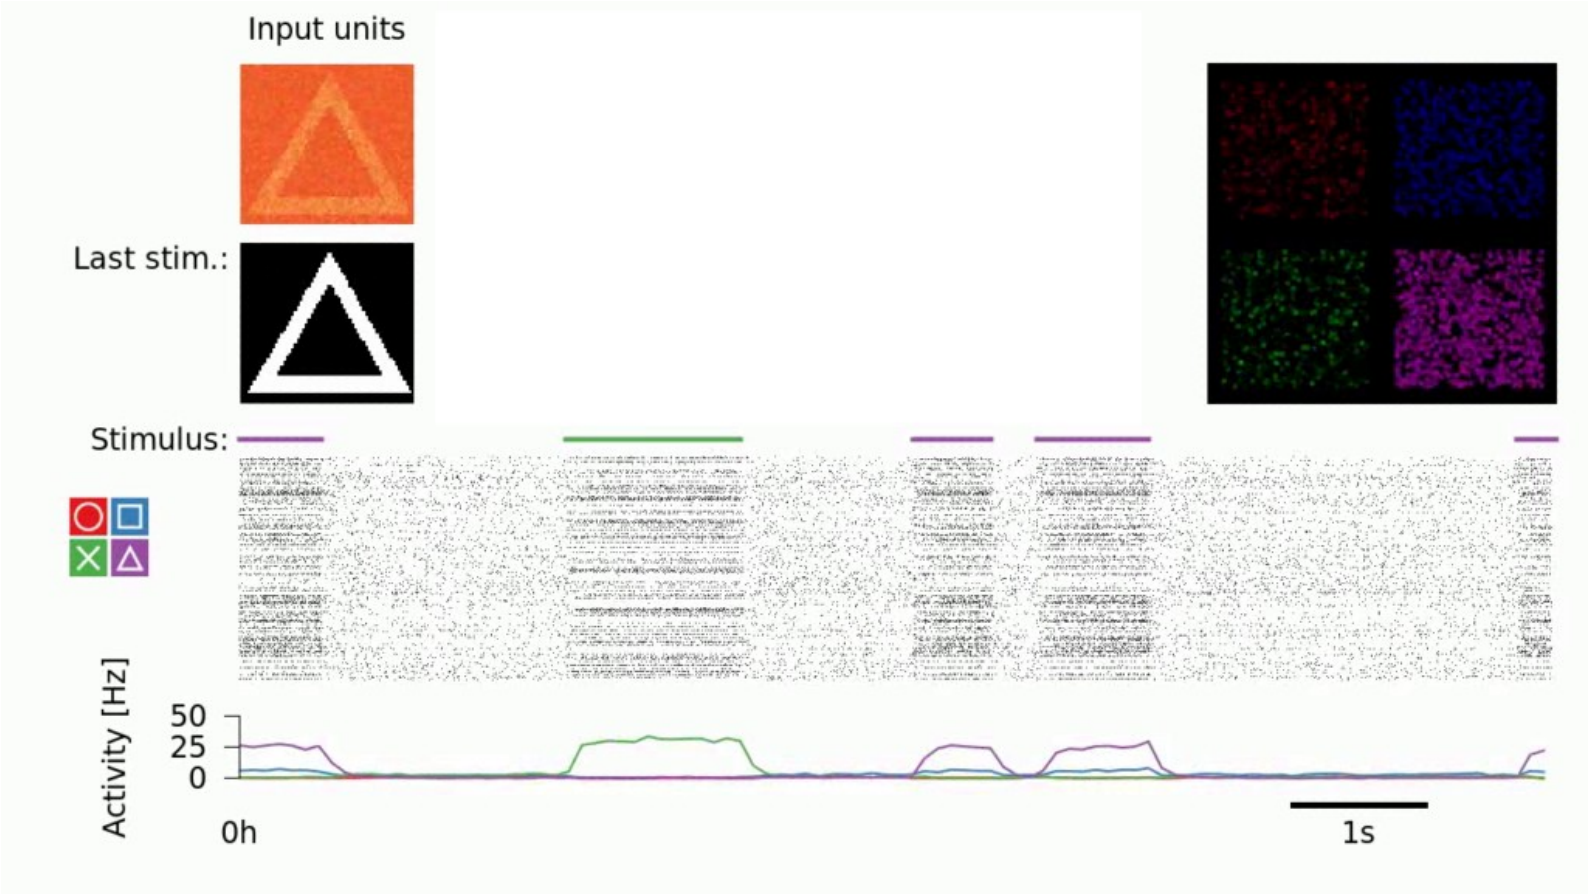 Input units
Last stim.:
Stimulus:
Activity [Hz]
50
25
0
0h
1s